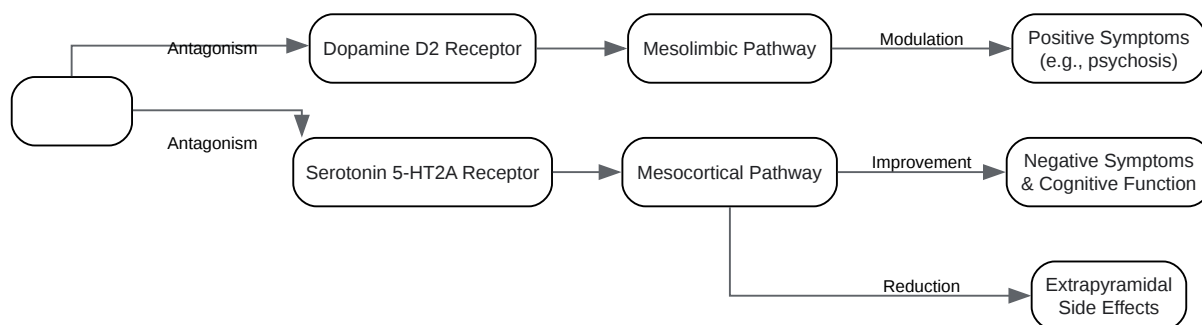 Antagonism
Dopamine D2 Receptor
Mesolimbic Pathway
Modulation
Positive Symptoms
(e.g., psychosis)
Antagonism
Serotonin 5-HT2A Receptor
Mesocortical Pathway
Improvement
Negative Symptoms
& Cognitive Function
Reduction
Extrapyramidal
Side Effects